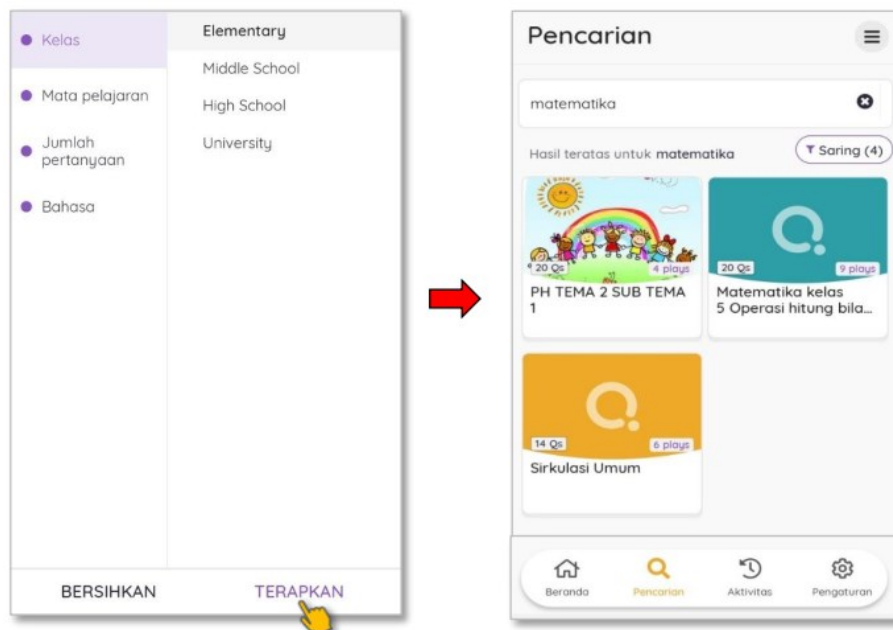 Kelas
Mata pelajaran
Jumlah
pertanyaan
Bahasa
Elementary
Middle School
High School
University
BERSIHKAN
TERAPKAN
Pencarian
matematika
Hasil teratas untuk matematika
Saring (4)
20 Qs
4 plays
PH TEMA 2 SUB TEMA
1
20 Qs
9 plays
Matematika kelas
5 Operasi hitung bila...
14 Qs
6 plays
Sirkulasi Umum
Beranda
Pencarian
Aktivitas
Pengaturan